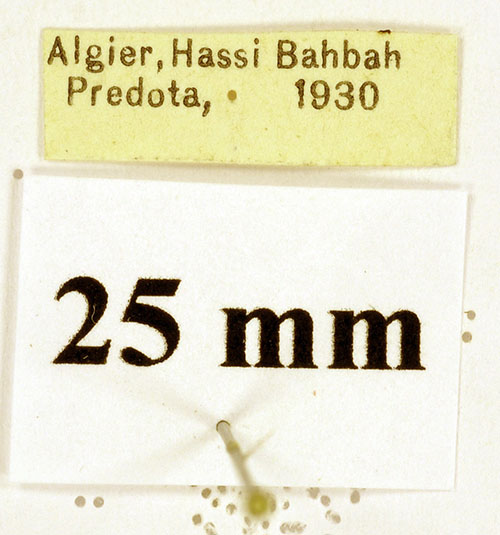 Algier, Hassi Bahbah
Predota, 1930
25 mm